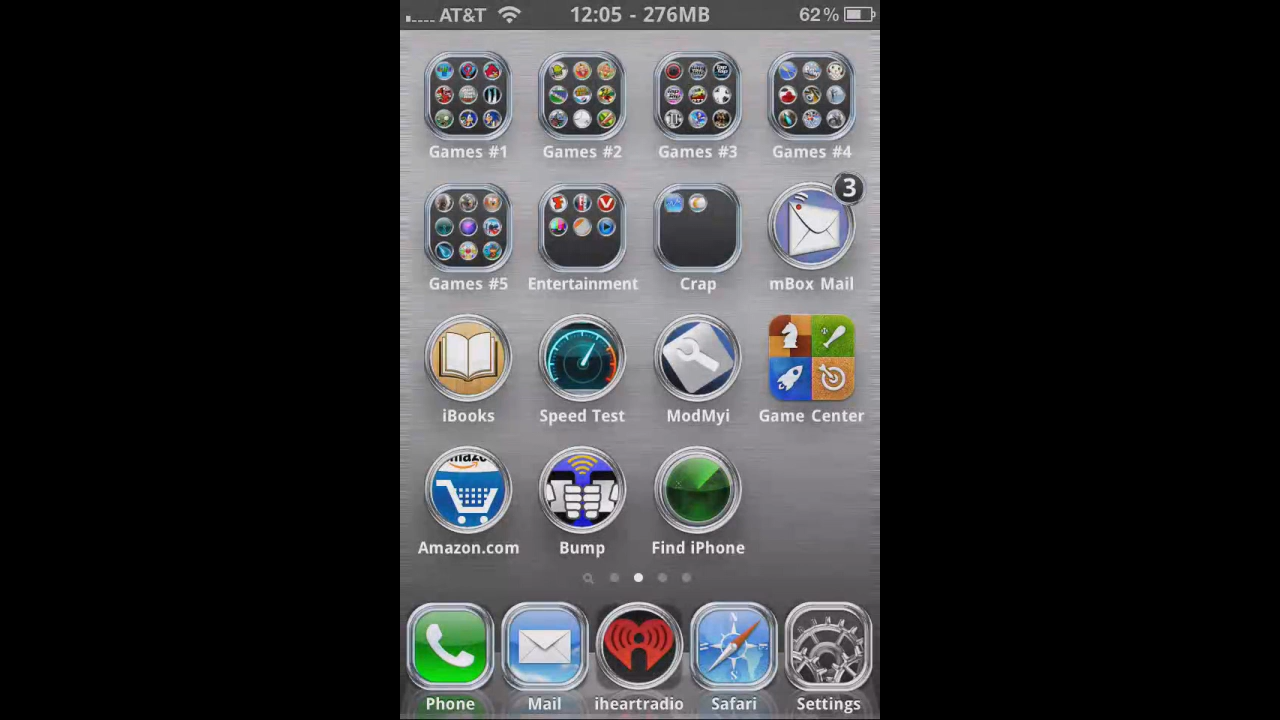 AT&T 12:05 - 276MB 62%
Games #1 Games #2 Games #3 Games #4
3
Games #5 Entertainment Crap mBox Mail
iBooks Speed Test ModMyi Game Center
Amazon.com Bump Find iPhone
Phone Mail iheartradio Safari Settings